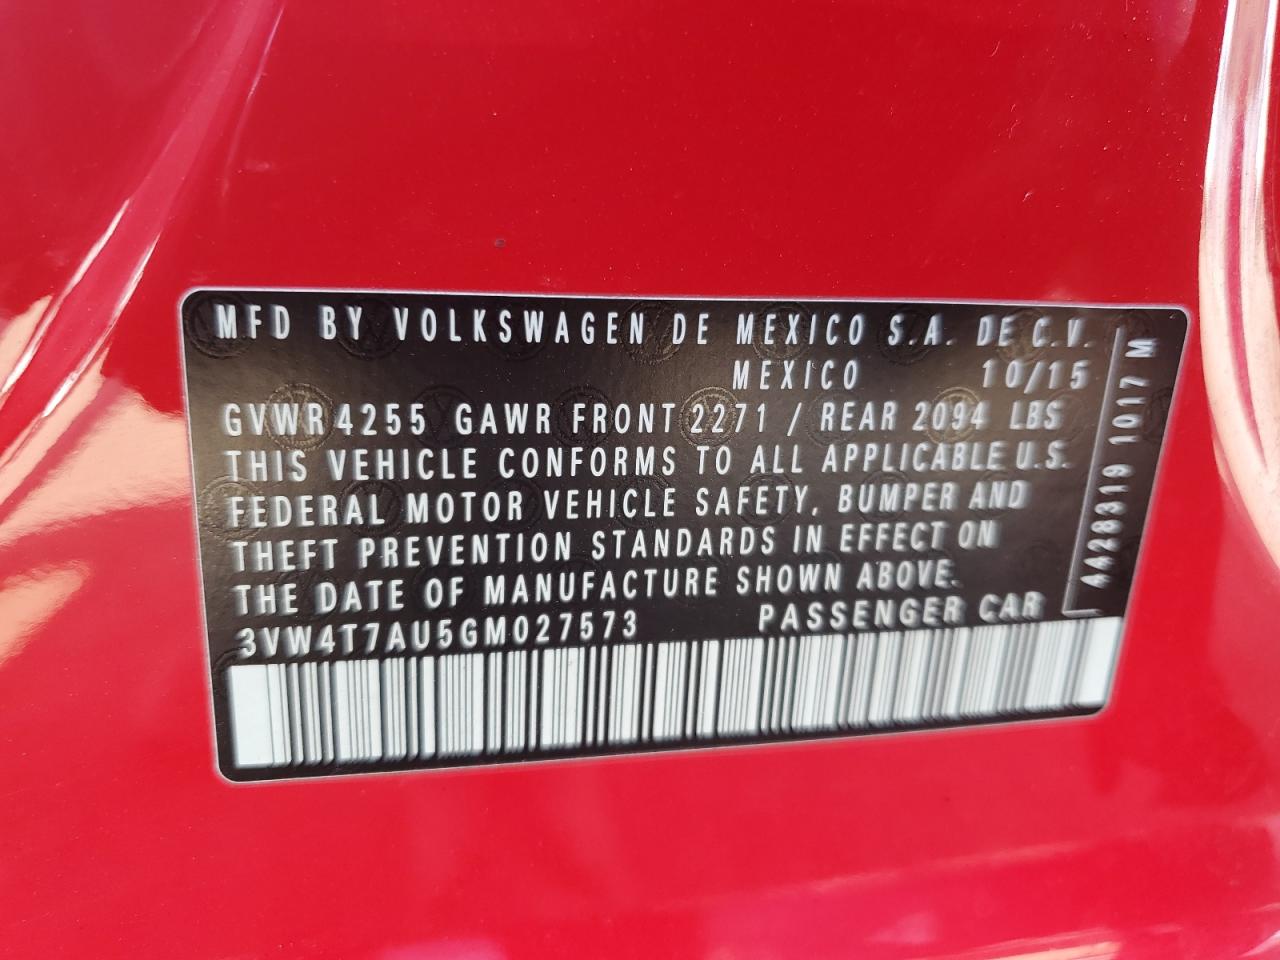 MFD BY VOLKSWAGEN DE MEXICO S.A. DE C.V.
MEXICO 10/15
GVWR 4255 GAWR FRONT 2271 / REAR 2094 LBS
THIS VEHICLE CONFORMS TO ALL APPLICABLE U.S.
FEDERAL MOTOR VEHICLE SAFETY, BUMPER AND
THEFT PREVENTION STANDARDS IN EFFECT ON
THE DATE OF MANUFACTURE SHOWN ABOVE.
3VW4T7AU5GM027573 PASSENGER CAR
4428319 1017 M